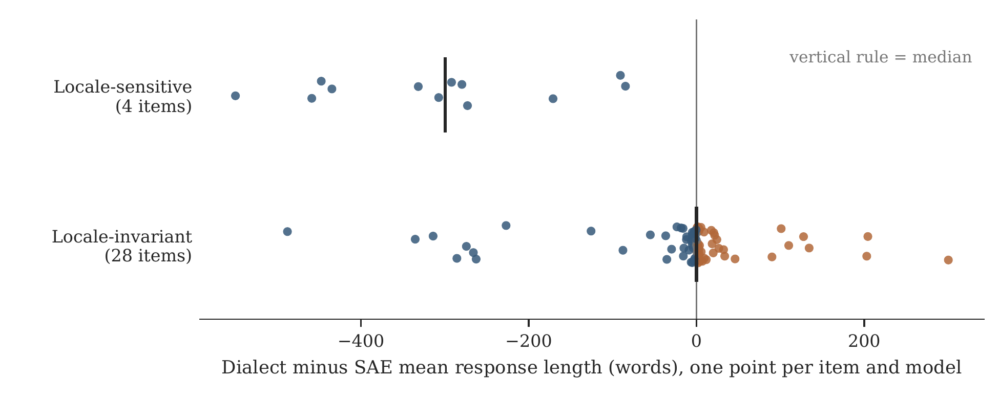 vertical rule = median
Locale-sensitive
(4 items)
Locale-invariant
(28 items)
−400 −200 0 200
Dialect minus SAE mean response length (words), one point per item and model